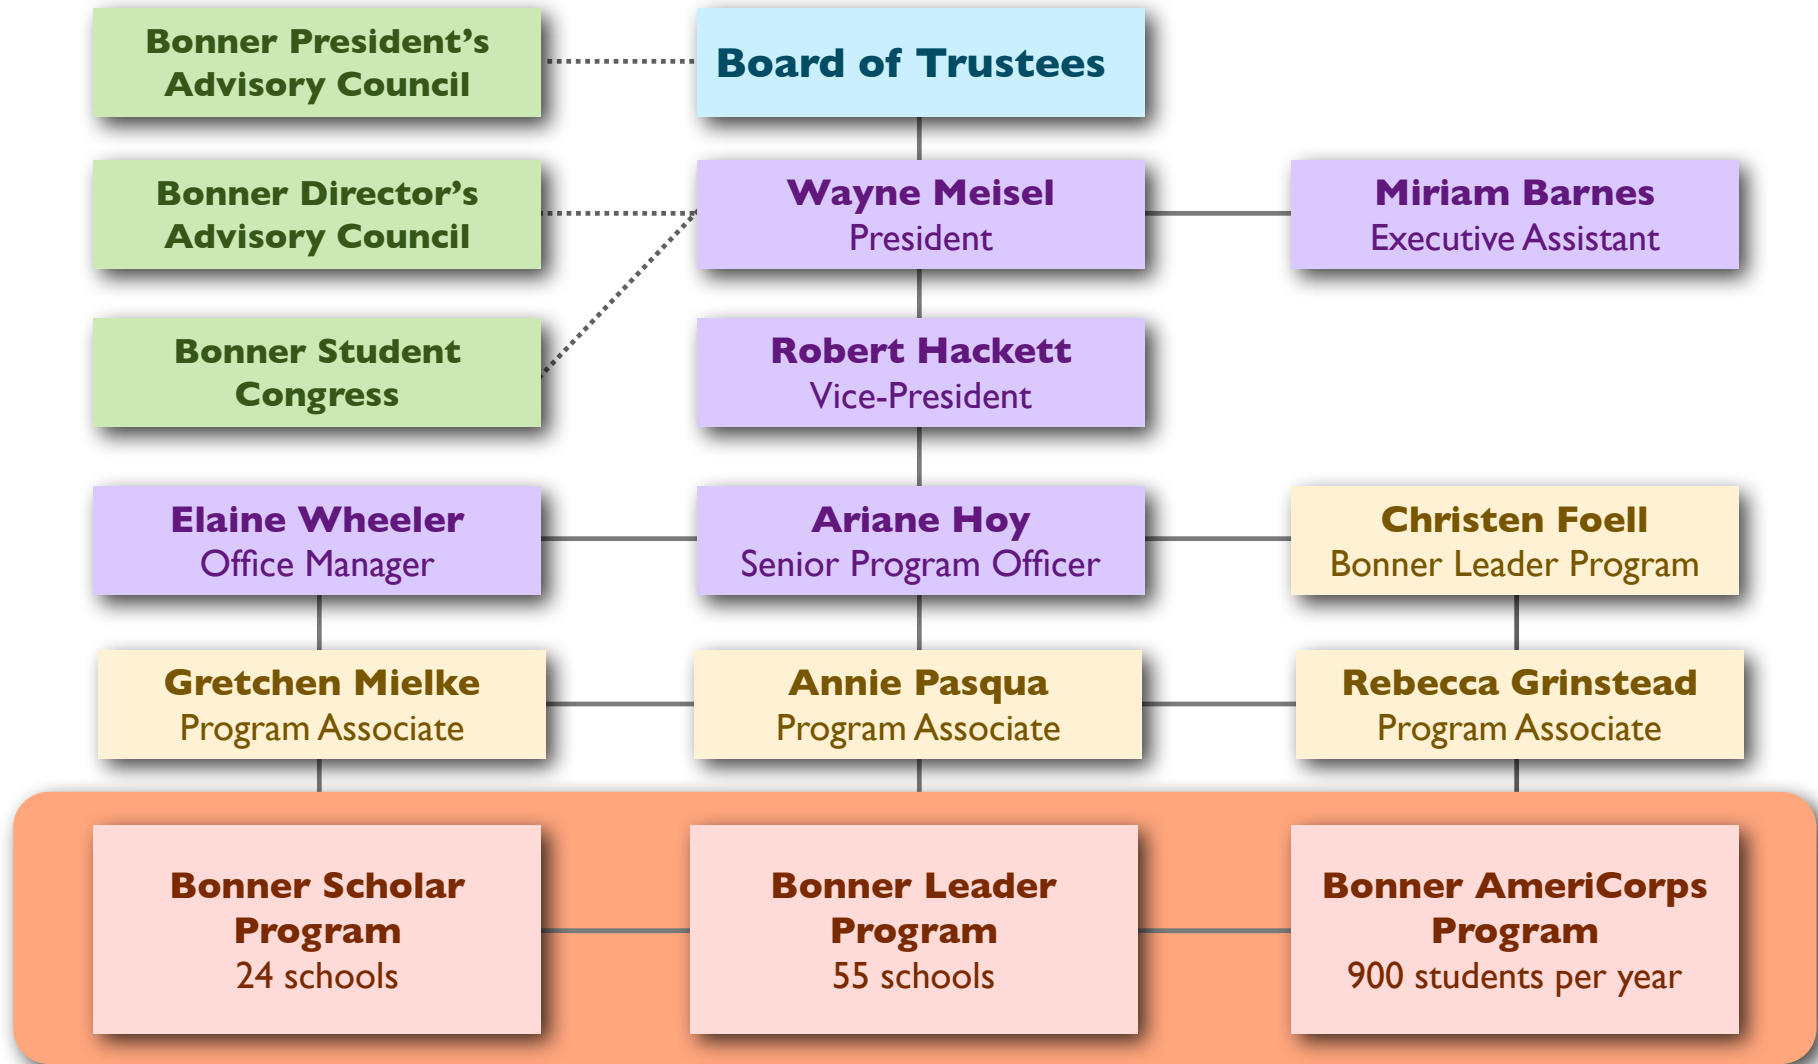 Bonner President’s
Advisory Council
Board of Trustees
Bonner Director’s
Advisory Council
Wayne Meisel
President
Miriam Barnes
Executive Assistant
Bonner Student
Congress
Robert Hackett
Vice-President
Elaine Wheeler
Office Manager
Ariane Hoy
Senior Program Officer
Christen Foell
Bonner Leader Program
Gretchen Mielke
Program Associate
Annie Pasqua
Program Associate
Rebecca Grinstead
Program Associate
Bonner Scholar
Program
24 schools
Bonner Leader
Program
55 schools
Bonner AmeriCorps
Program
900 students per year